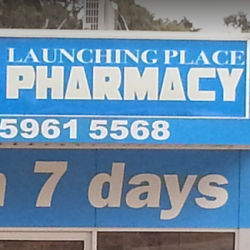 LAUNCHING PLACE
PHARMACY
5961 5568
7 days